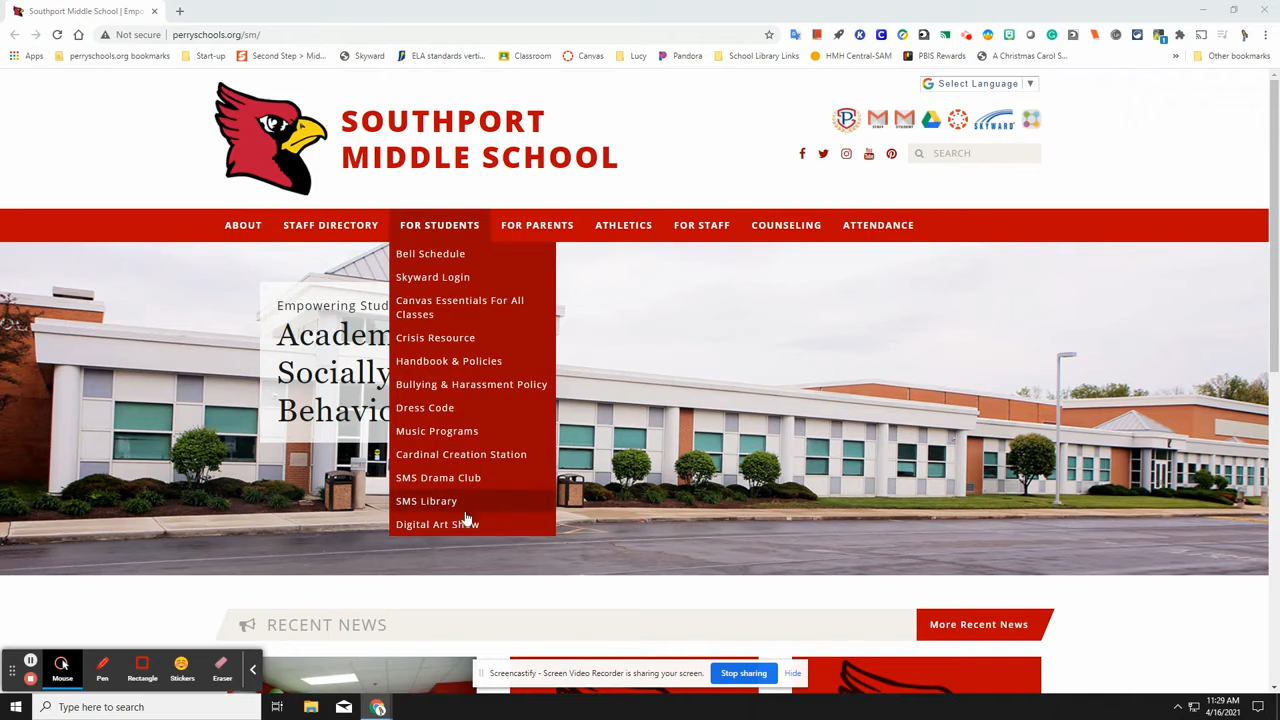 Southport Middle School | Empo
Not secure
perryschools.org/sm/
Apps
perryschools.org bookmarks
Start-up
Second Step > Mid...
Skyward
ELA standards verti...
Classroom
Canvas
Lucy
Pandora
School Library Links
HMH Central-SAM
PBIS Rewards
A Christmas Carol S...
»
Other bookmarks
Select Language ▼
SOUTHPORT
MIDDLE SCHOOL
STAFF
STUDENT
SKYWARD
SEARCH
ABOUT
STAFF DIRECTORY
FOR STUDENTS
FOR PARENTS
ATHLETICS
FOR STAFF
COUNSELING
ATTENDANCE
Bell Schedule
Skyward Login
Canvas Essentials For All
Classes
Crisis Resource
Handbook & Policies
Bullying & Harassment Policy
Dress Code
Music Programs
Cardinal Creation Station
SMS Drama Club
SMS Library
Digital Art Show
Empowering Stud
Academ
Socially
Behavio
RECENT NEWS
More Recent News
Mouse
Pen
Rectangle
Stickers
Eraser
Screencastify - Screen Video Recorder is sharing your screen.
Stop sharing
Hide
Type here to search
11:29 AM
4/16/2021